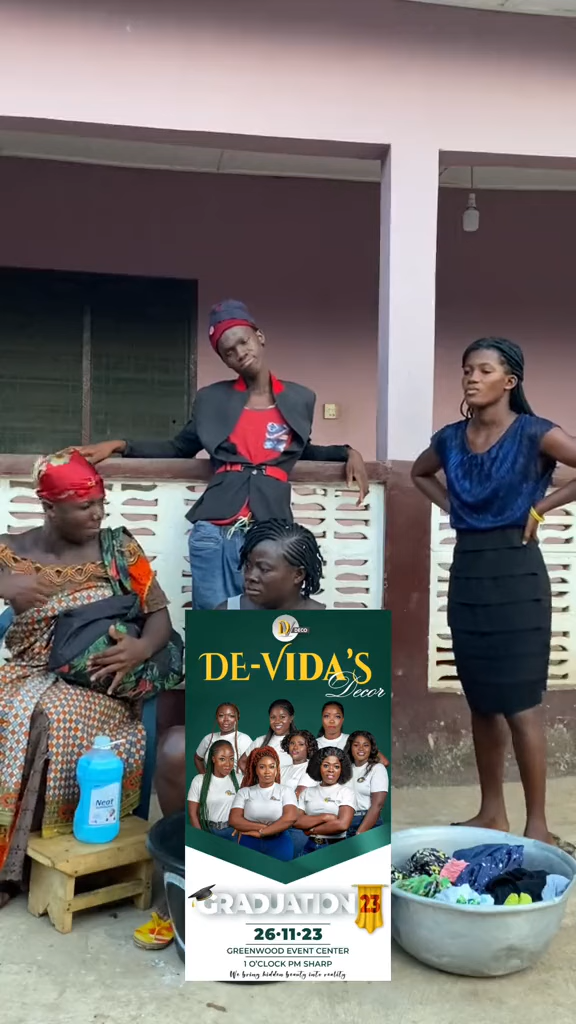 Neat
D
DECO
DE-VIDA'S
Decor
GRADUATION
23
26·11·23
GREENWOOD EVENT CENTER
1 O'CLOCK PM SHARP
We bring hidden beauty into reality